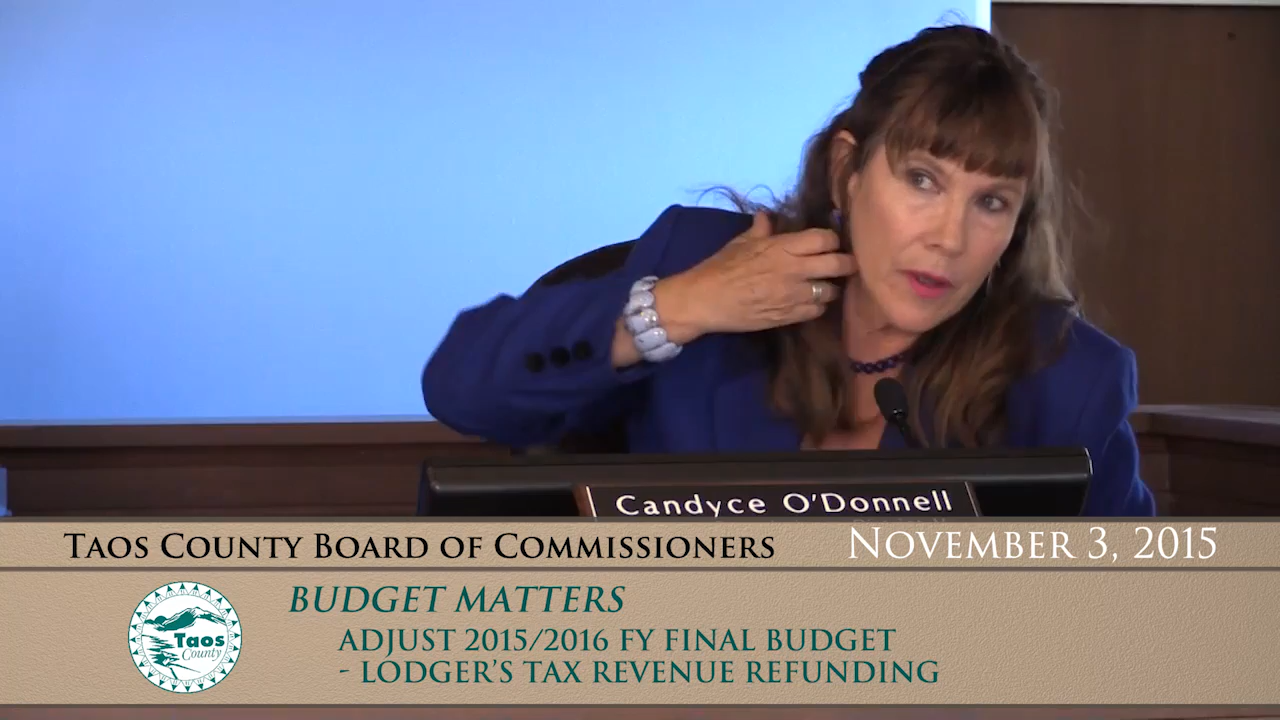 Candyce O'Donnell
TAOS COUNTY BOARD OF COMMISSIONERS
NOVEMBER 3, 2015
BUDGET MATTERS
ADJUST 2015/2016 FY FINAL BUDGET
- LODGER'S TAX REVENUE REFUNDING
Taos
County